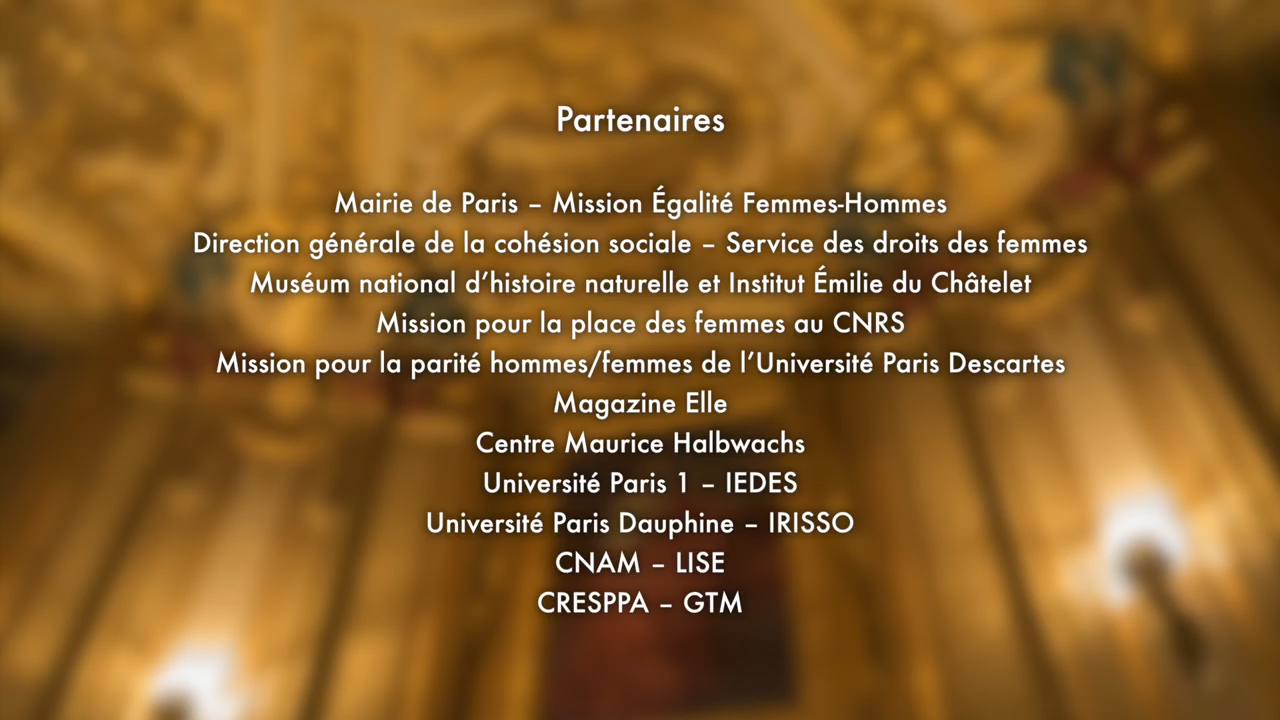 Partenaires
Mairie de Paris – Mission Égalité Femmes-Hommes
Direction générale de la cohésion sociale – Service des droits des femmes
Muséum national d’histoire naturelle et Institut Émilie du Châtelet
Mission pour la place des femmes au CNRS
Mission pour la parité hommes/femmes de l’Université Paris Descartes
Magazine Elle
Centre Maurice Halbwachs
Université Paris 1 – IEDES
Université Paris Dauphine – IRISSO
CNAM – LISE
CRESPPA – GTM